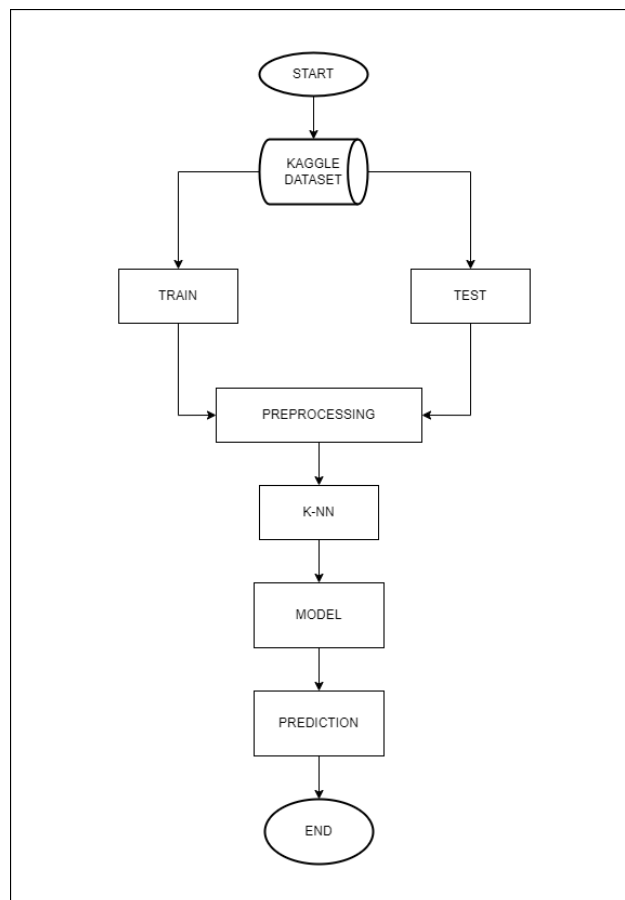 START
KAGGLE
DATASET
TRAIN
TEST
PREPROCESSING
K-NN
MODEL
PREDICTION
END